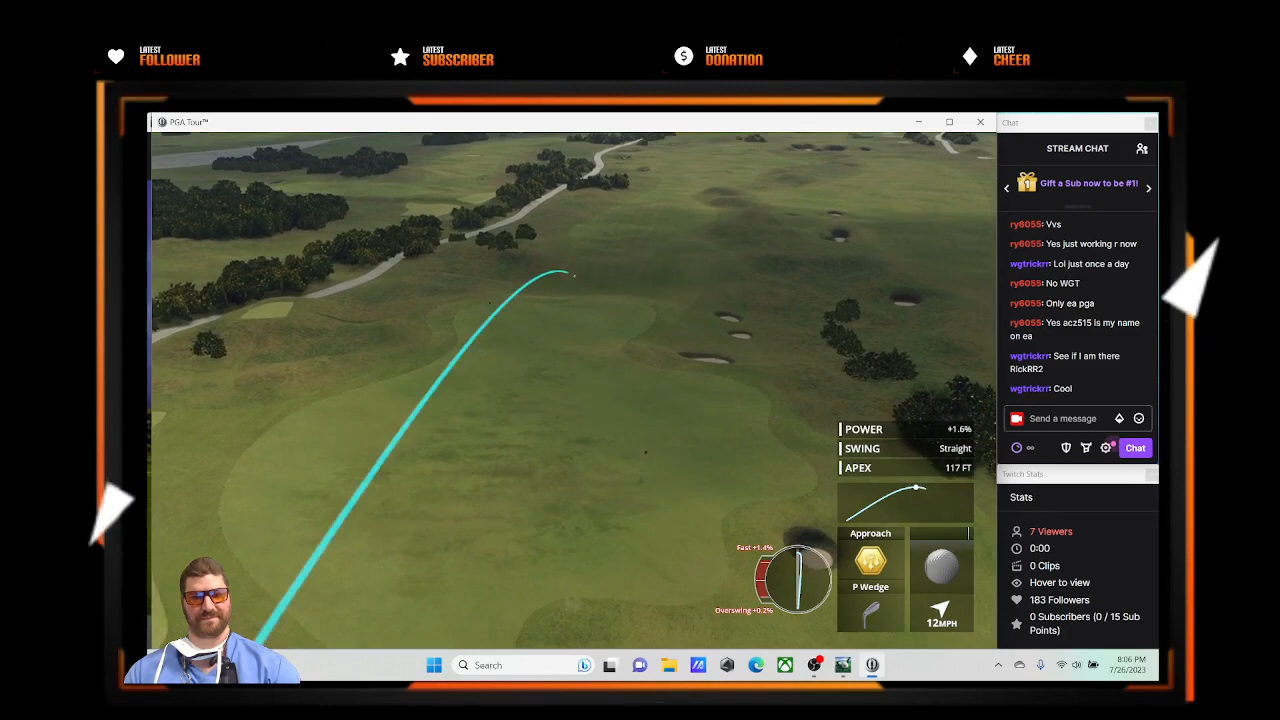 LATEST
FOLLOWER
LATEST
SUBSCRIBER
LATEST
DONATION
LATEST
CHEER
PGA Tour™
Chat
STREAM CHAT
1
Gift a Sub now to be #1!
ry6055: Vvs
ry6055: Yes just working r now
wgtrickrr: Lol just once a day
ry6055: No WGT
ry6055: Only ea pga
ry6055: Yes acz515 is my name
on ea
wgtrickrr: See if I am there
RickRR2
wgtrickrr: Cool
Send a message
Chat
POWER +1.6%
SWING Straight
APEX 117 FT
Approach
P Wedge
12MPH
Fast +1.4%
Overswing +0.2%
Twitch Stats
Stats
7 Viewers
0:00
0 Clips
Hover to view
183 Followers
0 Subscribers (0 / 15 Sub
Points)
Search
8:06 PM
7/26/2023